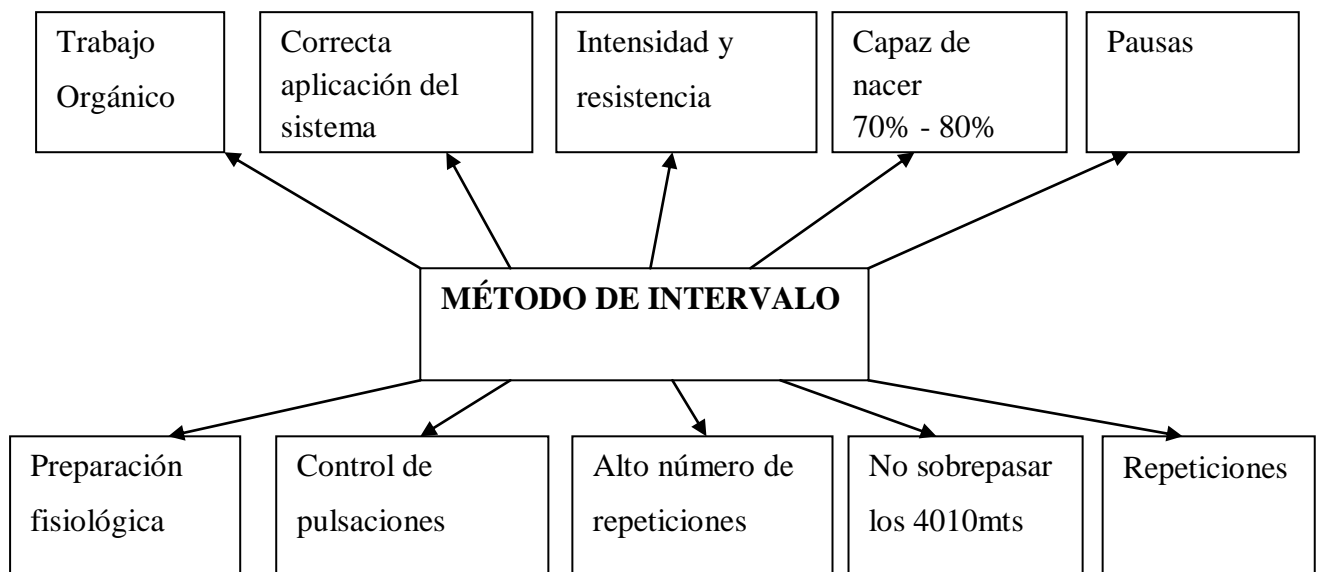 Trabajo
Orgánico
Correcta
aplicación del
sistema
Intensidad y
resistencia
Capaz de
nacer
70% - 80%
Pausas
MÉTODO DE INTERVALO
Preparación
fisiológica
Control de
pulsaciones
Alto número de
repeticiones
No sobrepasar
los 4010mts
Repeticiones